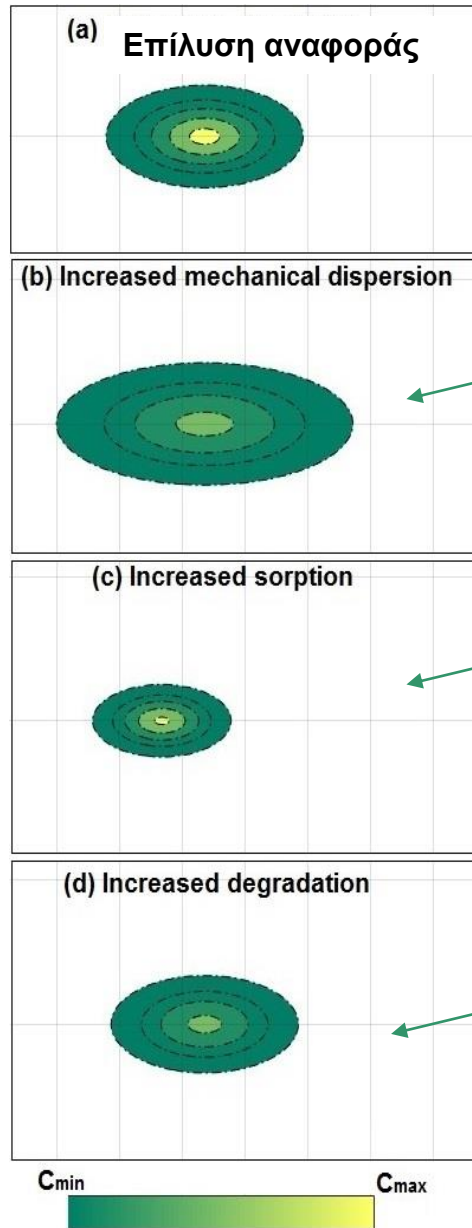 (a) Επίλυση αναφοράς
(b) Increased mechanical dispersion
(c) Increased sorption
(d) Increased degradation
Cmin Cmax